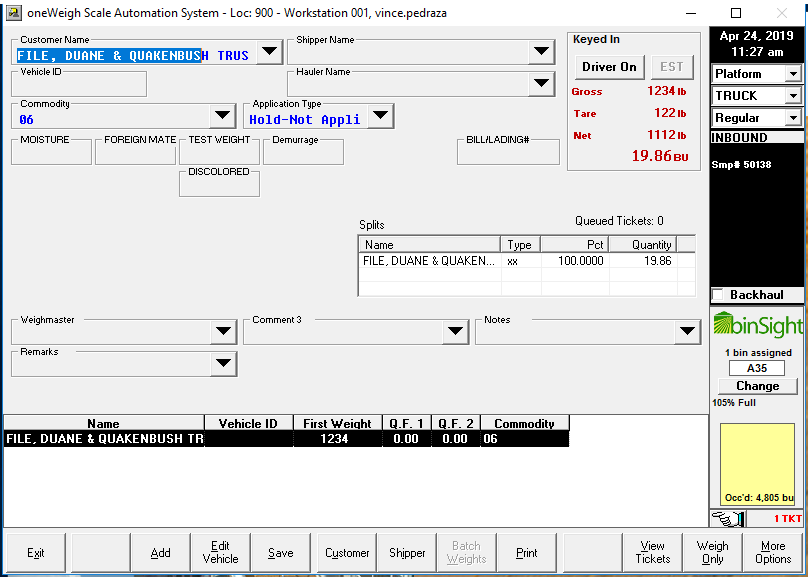 oneWeigh Scale Automation System - Loc: 900 - Workstation 001, vince.pedraza
Customer Name
FILE, DUANE & QUAKENBUSH TRUS
Shipper Name
Vehicle ID
Hauler Name
Commodity
06
Application Type
Hold-Not Appli
MOISTURE
FOREIGN MATE
TEST WEIGHT
Demurrage
BILL/LADING#
DISCOLORED
Keyed In
Driver On
EST
Gross 1234 lb
Tare 122 lb
Net 1112 lb
19.86 BU
Apr 24, 2019
11:27 am
Platform
TRUCK
Regular
INBOUND
Smp# 50138
Splits
Queued Tickets: 0
Name Type Pct Quantity
FILE, DUANE & QUAKEN... xx 100.0000 19.86
Backhaul
Weighmaster
Comment 3
Notes
Remarks
binSight
1 bin assigned
A35
Change
105% Full
Occ'd: 4,805 bu
1 TKT
Name Vehicle ID First Weight Q.F. 1 Q.F. 2 Commodity
FILE, DUANE & QUAKENBUSH TR 1234 0.00 0.00 06
Exit
Add
Edit
Vehicle
Save
Customer
Shipper
Batch
Weights
Print
View
Tickets
Weigh
Only
More
Options